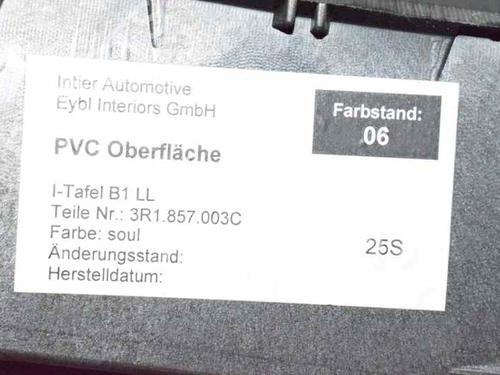 Intier Automotive
Eybl Interiors GmbH
Farbstand:
06
PVC Oberfläche
I-Tafel B1 LL
Teile Nr.: 3R1.857.003C
Farbe: soul
25S
Änderungsstand:
Herstelldatum: